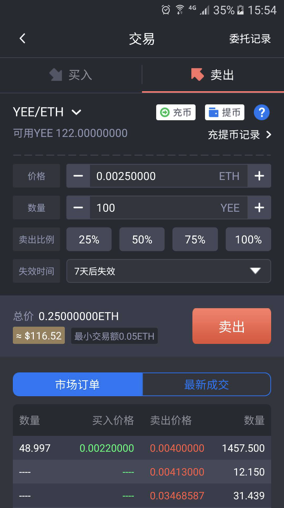 35% 15:54
交易
委托记录
买入
卖出
YEE/ETH
充币
提币
?
可用YEE 122.00000000
充提币记录
价格
0.00250000
ETH
数量
100
YEE
卖出比例
25%
50%
75%
100%
失效时间
7天后失效
总价 0.25000000ETH
≈ $116.52
最小交易额0.05ETH
卖出
市场订单
最新成交
数量 买入价格 卖出价格 数量
48.997 0.00220000 0.00400000 1457.500
---- ---- 0.00413000 12.150
---- ---- 0.03468587 31.439